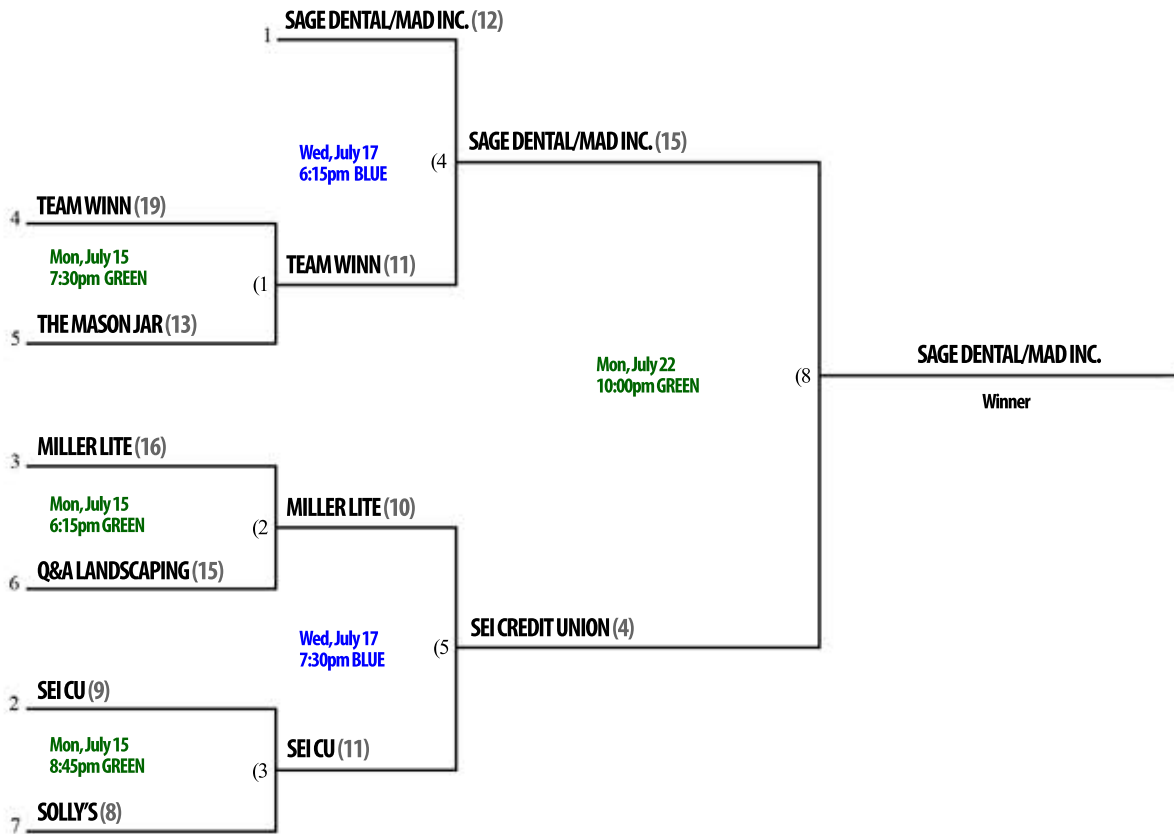 SAGE DENTAL/MAD INC. (12)
1
Wed, July 17
6:15pm BLUE
(4
SAGE DENTAL/MAD INC. (15)
4
TEAM WINN (19)
Mon, July 15
7:30pm GREEN
(1
TEAM WINN (11)
5
THE MASON JAR (13)
Mon, July 22
10:00pm GREEN
(8
SAGE DENTAL/MAD INC.
Winner
3
MILLER LITE (16)
Mon, July 15
6:15pm GREEN
(2
MILLER LITE (10)
6
Q&A LANDSCAPING (15)
Wed, July 17
7:30pm BLUE
(5
SEI CREDIT UNION (4)
2
SEI CU (9)
Mon, July 15
8:45pm GREEN
(3
SEI CU (11)
7
SOLLY'S (8)